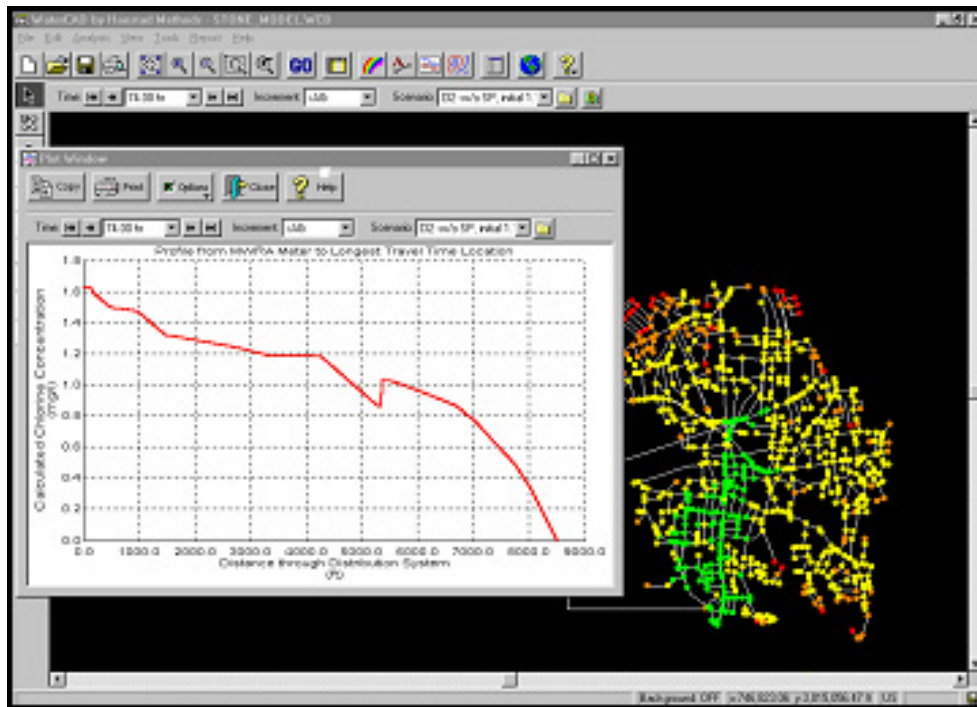 WaterCAD by Haestad Methods - STONE_MODEL.WCD
File Edit Analysis View Tools Report Help
GO
Time: Increment: <All> Scenario:
Plot Window
Copy Print Options Close Help
Time: Increment: <All> Scenario:
Profile from MWRA Meter to Longest Travel Time Location
Calculated Chlorine Concentration
(mg/l)
1.8
1.6
1.4
1.2
1.0
0.8
0.6
0.4
0.2
0.0
0.0 1000.0 2000.0 3000.0 4000.0 5000.0 6000.0 7000.0 8000.0 9000.0
Distance through Distribution System
(ft)
Background: OFF US